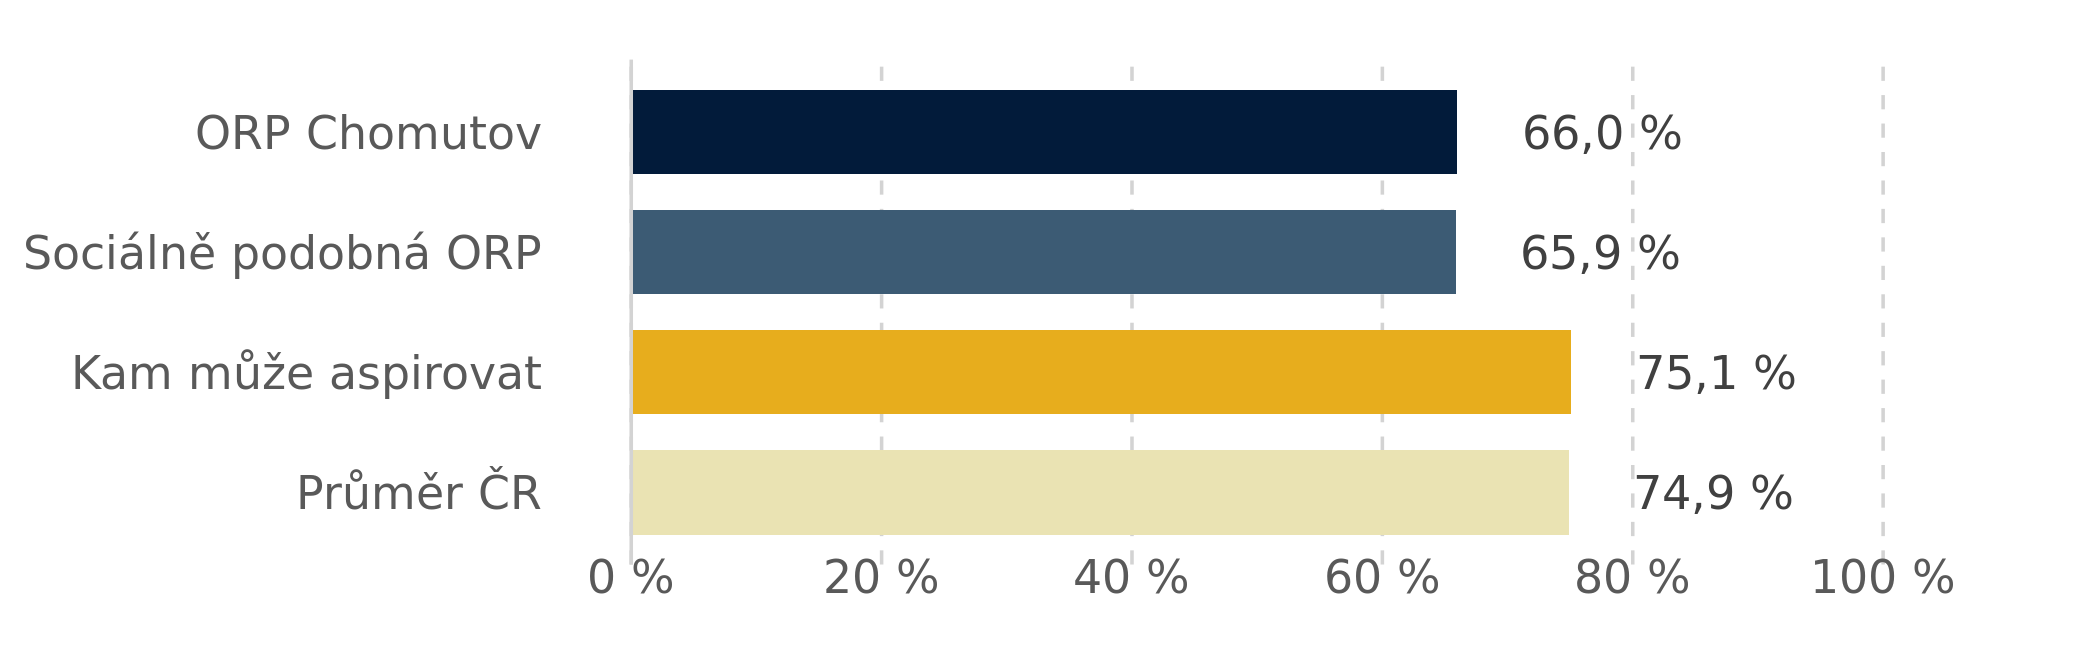 ORP Chomutov 66,0 %
Sociálně podobná ORP 65,9 %
Kam může aspirovat 75,1 %
Průměr ČR 74,9 %
0 % 20 % 40 % 60 % 80 % 100 %